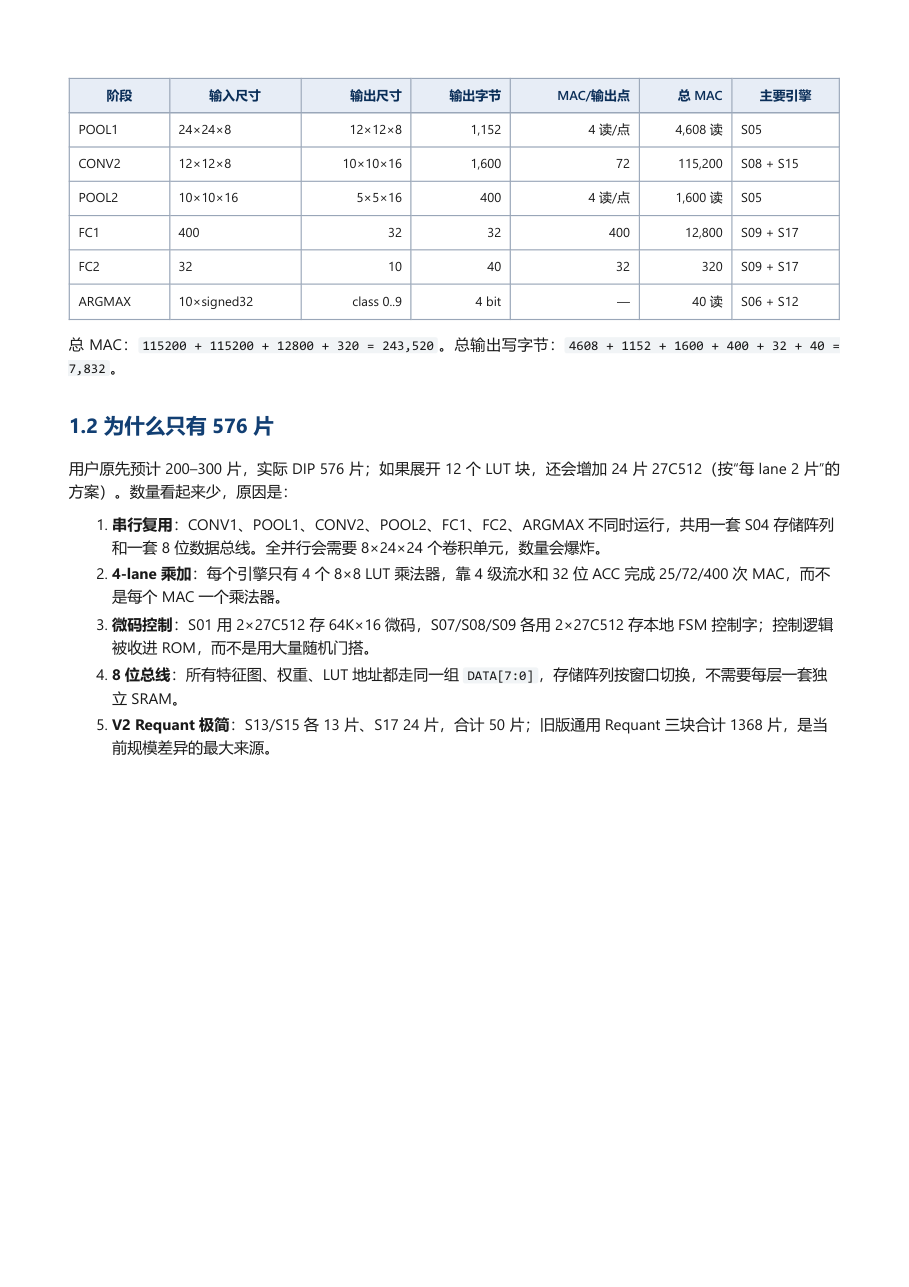 阶段 输入尺寸 输出尺寸 输出字节 MAC/输出点 总 MAC 主要引擎
POOL1 24×24×8 12×12×8 1,152 4 读/点 4,608 读 S05
CONV2 12×12×8 10×10×16 1,600 72 115,200 S08 + S15
POOL2 10×10×16 5×5×16 400 4 读/点 1,600 读 S05
FC1 400 32 32 400 12,800 S09 + S17
FC2 32 10 40 32 320 S09 + S17
ARGMAX 10×signed32 class 0..9 4 bit — 40 读 S06 + S12
总 MAC： 115200 + 115200 + 12800 + 320 = 243,520 。总输出写字节： 4608 + 1152 + 1600 + 400 + 32 + 40 =
7,832 。
1.2 为什么只有 576 片
用户原先预计 200–300 片，实际 DIP 576 片；如果展开 12 个 LUT 块，还会增加 24 片 27C512（按“每 lane 2 片”的
方案）。数量看起来少，原因是：
1. 串行复用：CONV1、POOL1、CONV2、POOL2、FC1、FC2、ARGMAX 不同时运行，共用一套 S04 存储阵列
和一套 8 位数据总线。全并行会需要 8×24×24 个卷积单元，数量会爆炸。
2. 4-lane 乘加：每个引擎只有 4 个 8×8 LUT 乘法器，靠 4 级流水和 32 位 ACC 完成 25/72/400 次 MAC，而不
是每个 MAC 一个乘法器。
3. 微码控制：S01 用 2×27C512 存 64K×16 微码，S07/S08/S09 各用 2×27C512 存本地 FSM 控制字；控制逻辑
被收进 ROM，而不是用大量随机门搭。
4. 8 位总线：所有特征图、权重、LUT 地址都走同一组 DATA[7:0] ，存储阵列按窗口切换，不需要每层一套独
立 SRAM。
5. V2 Requant 极简：S13/S15 各 13 片、S17 24 片，合计 50 片；旧版通用 Requant 三块合计 1368 片，是当
前规模差异的最大来源。